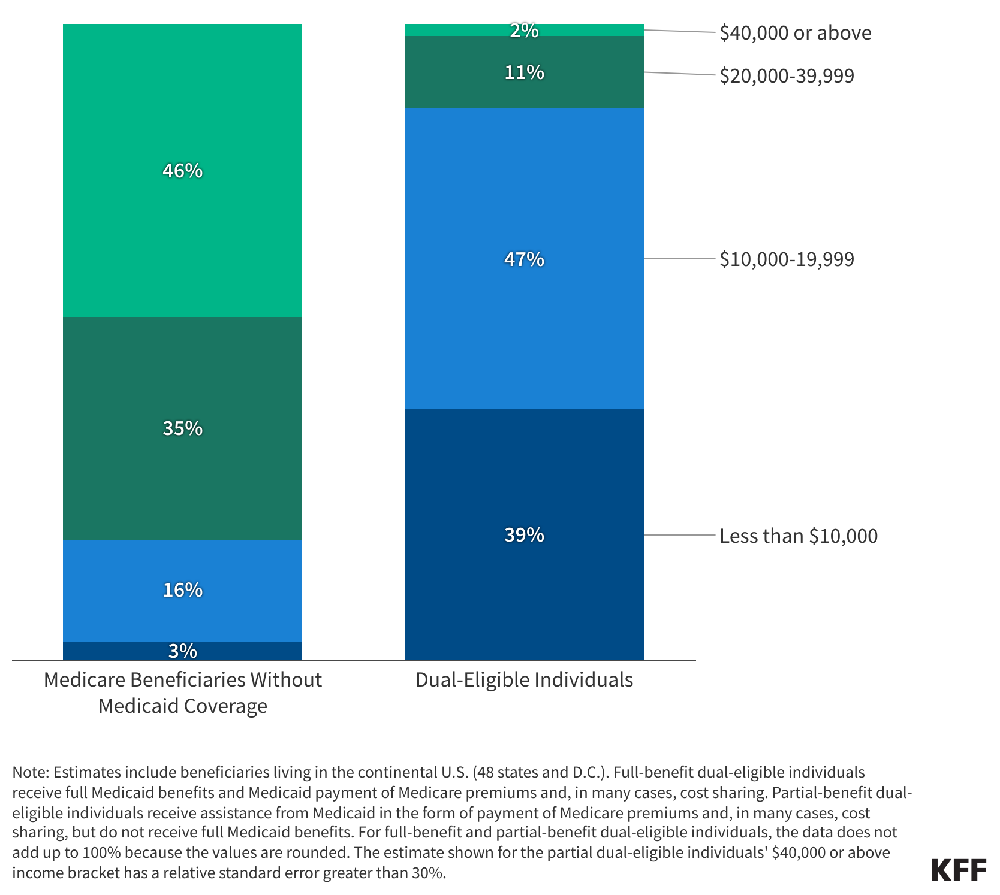 2%
$40,000 or above
11%
$20,000-39,999
46%
47%
$10,000-19,999
35%
39%
Less than $10,000
16%
3%
Medicare Beneficiaries Without
Medicaid Coverage
Dual-Eligible Individuals
Note: Estimates include beneficiaries living in the continental U.S. (48 states and D.C.). Full-benefit dual-eligible individuals
receive full Medicaid benefits and Medicaid payment of Medicare premiums and, in many cases, cost sharing. Partial-benefit dual-
eligible individuals receive assistance from Medicaid in the form of payment of Medicare premiums and, in many cases, cost
sharing, but do not receive full Medicaid benefits. For full-benefit and partial-benefit dual-eligible individuals, the data does not
add up to 100% because the values are rounded. The estimate shown for the partial dual-eligible individuals' $40,000 or above
income bracket has a relative standard error greater than 30%.
KFF